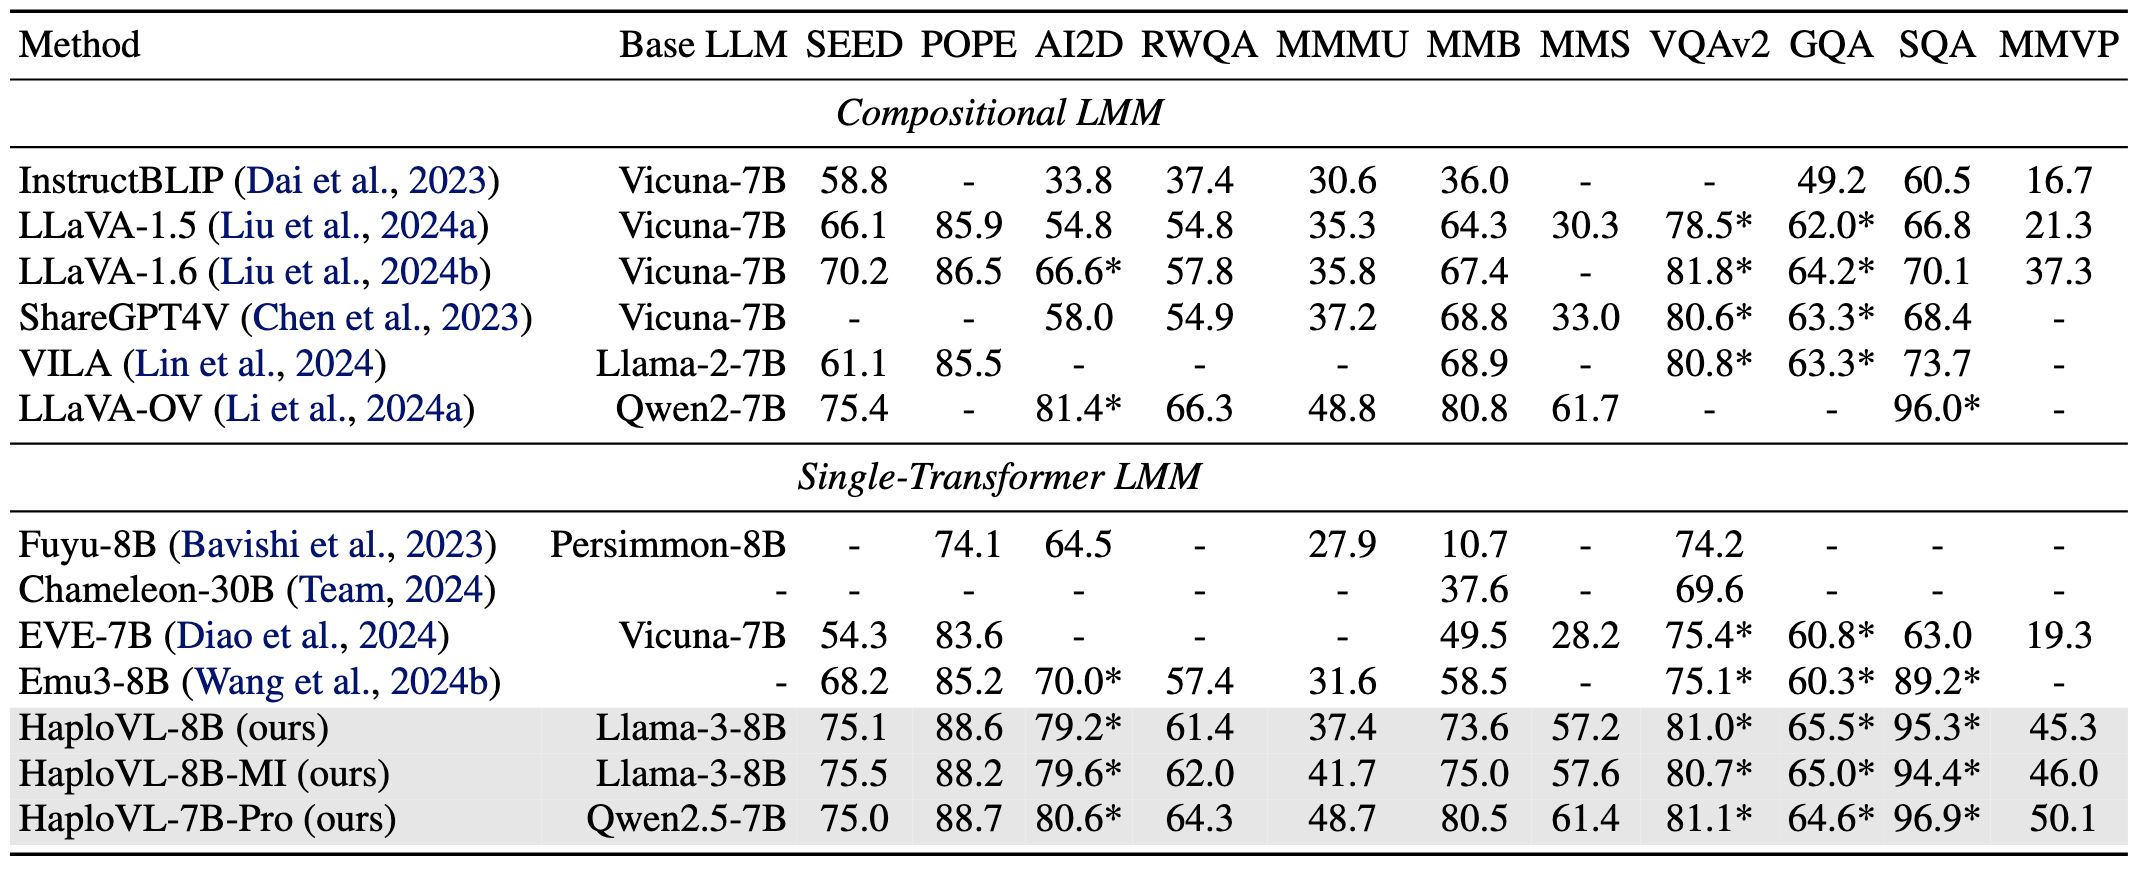 Method Base LLM SEED POPE AI2D RWQA MMMU MMB MMS VQAv2 GQA SQA MMVP
Compositional LMM
InstructBLIP (Dai et al., 2023) Vicuna-7B 58.8 - 33.8 37.4 30.6 36.0 - - 49.2 60.5 16.7
LLaVA-1.5 (Liu et al., 2024a) Vicuna-7B 66.1 85.9 54.8 54.8 35.3 64.3 30.3 78.5* 62.0* 66.8 21.3
LLaVA-1.6 (Liu et al., 2024b) Vicuna-7B 70.2 86.5 66.6* 57.8 35.8 67.4 - 81.8* 64.2* 70.1 37.3
ShareGPT4V (Chen et al., 2023) Vicuna-7B - - 58.0 54.9 37.2 68.8 33.0 80.6* 63.3* 68.4 -
VILA (Lin et al., 2024) Llama-2-7B 61.1 85.5 - - - 68.9 - 80.8* 63.3* 73.7 -
LLaVA-OV (Li et al., 2024a) Qwen2-7B 75.4 - 81.4* 66.3 48.8 80.8 61.7 - - 96.0* -
Single-Transformer LMM
Fuyu-8B (Bavishi et al., 2023) Persimmon-8B - 74.1 64.5 - 27.9 10.7 - 74.2 - - -
Chameleon-30B (Team, 2024) - - - - - - 37.6 - 69.6 - - -
EVE-7B (Diao et al., 2024) Vicuna-7B 54.3 83.6 - - - 49.5 28.2 75.4* 60.8* 63.0 19.3
Emu3-8B (Wang et al., 2024b) - 68.2 85.2 70.0* 57.4 31.6 58.5 - 75.1* 60.3* 89.2* -
HaploVL-8B (ours) Llama-3-8B 75.1 88.6 79.2* 61.4 37.4 73.6 57.2 81.0* 65.5* 95.3* 45.3
HaploVL-8B-MI (ours) Llama-3-8B 75.5 88.2 79.6* 62.0 41.7 75.0 57.6 80.7* 65.0* 94.4* 46.0
HaploVL-7B-Pro (ours) Qwen2.5-7B 75.0 88.7 80.6* 64.3 48.7 80.5 61.4 81.1* 64.6* 96.9* 50.1